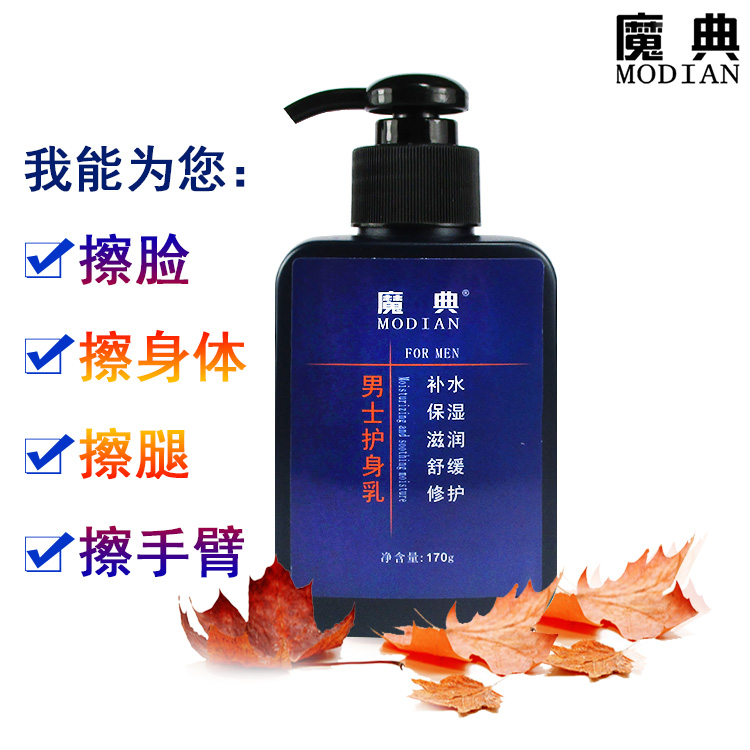 魔典
MODIAN
我能为您：
擦脸
擦身体
擦腿
擦手臂
魔典®
MODIAN
FOR MEN
男士护身乳
Moisturizing and soothing moisture
补水
保湿
滋润
舒缓
修护
净含量：170g